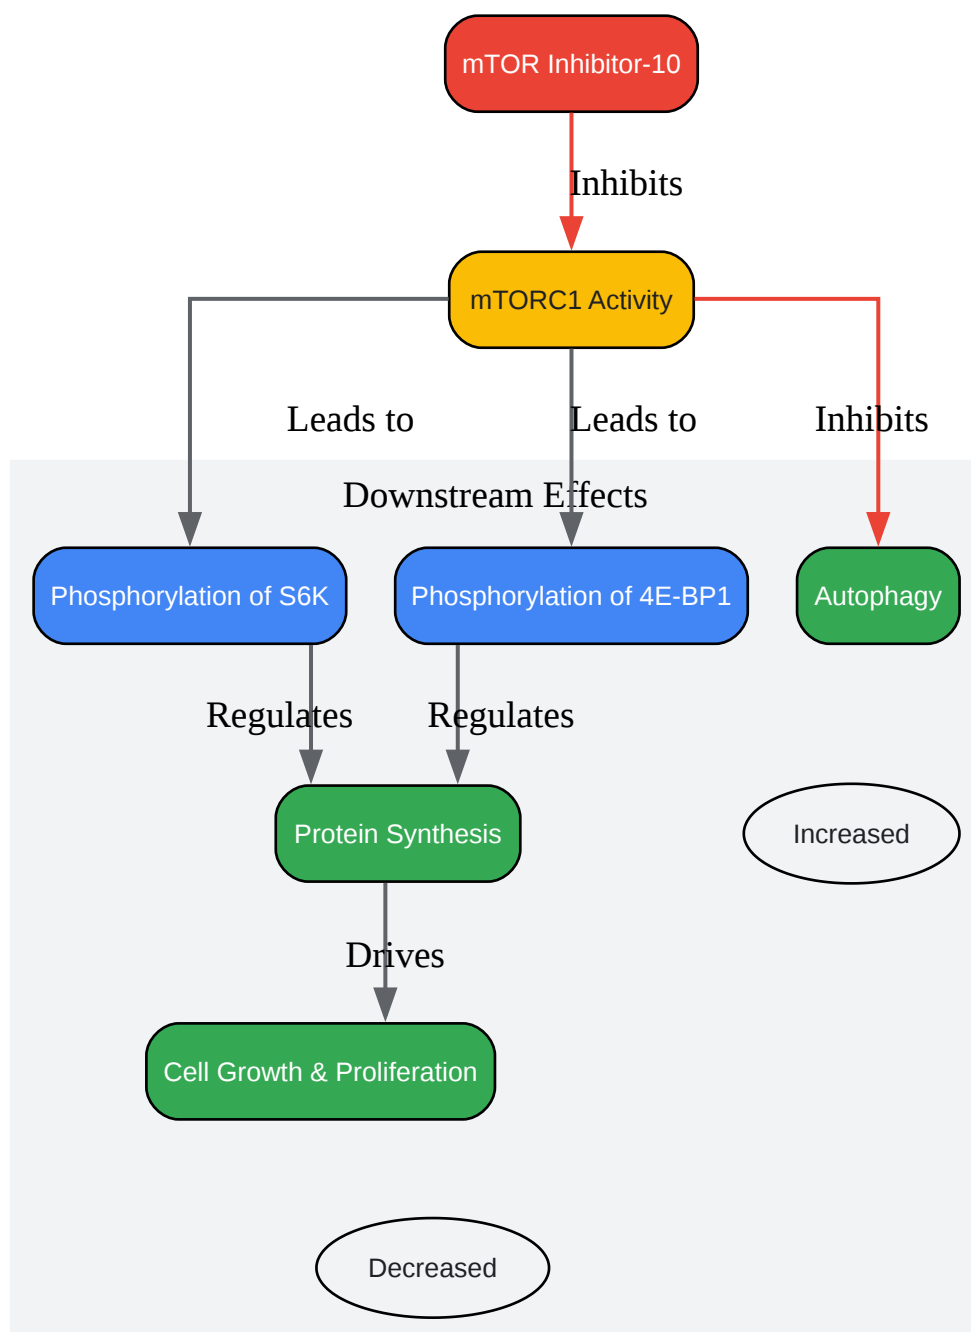 mTOR Inhibitor-10
Inhibits
mTORC1 Activity
Leads to
Leads to
Inhibits
Downstream Effects
Phosphorylation of S6K
Phosphorylation of 4E-BP1
Autophagy
Regulates
Regulates
Protein Synthesis
Increased
Drives
Cell Growth & Proliferation
Decreased